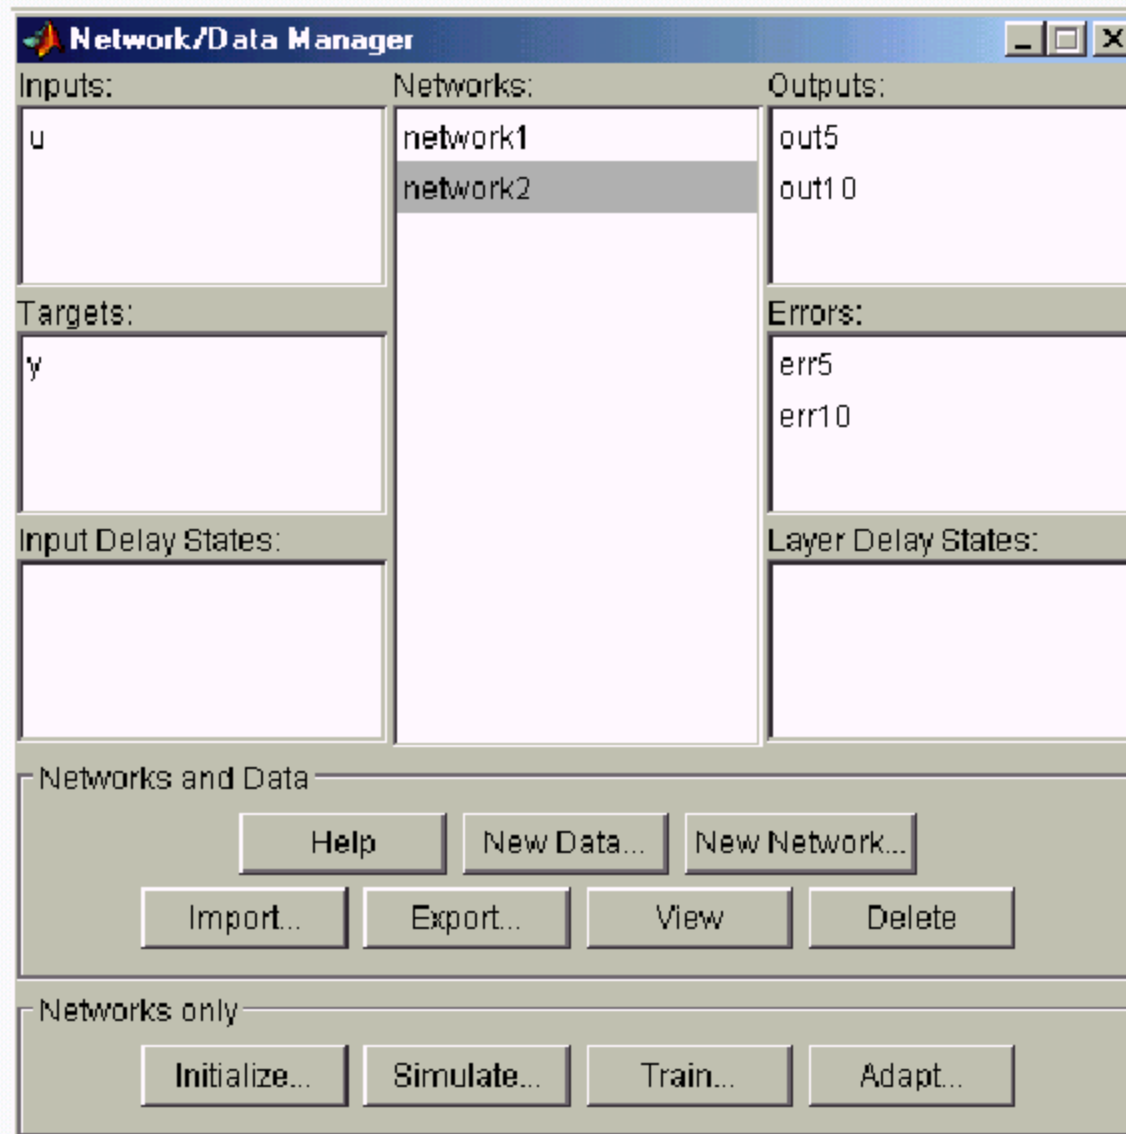 Network/Data Manager
Inputs:
u
Networks:
network1
network2
Outputs:
out5
out10
Targets:
y
Errors:
err5
err10
Input Delay States:
Layer Delay States:
Networks and Data
Help
New Data...
New Network...
Import...
Export...
View
Delete
Networks only
Initialize...
Simulate...
Train...
Adapt...